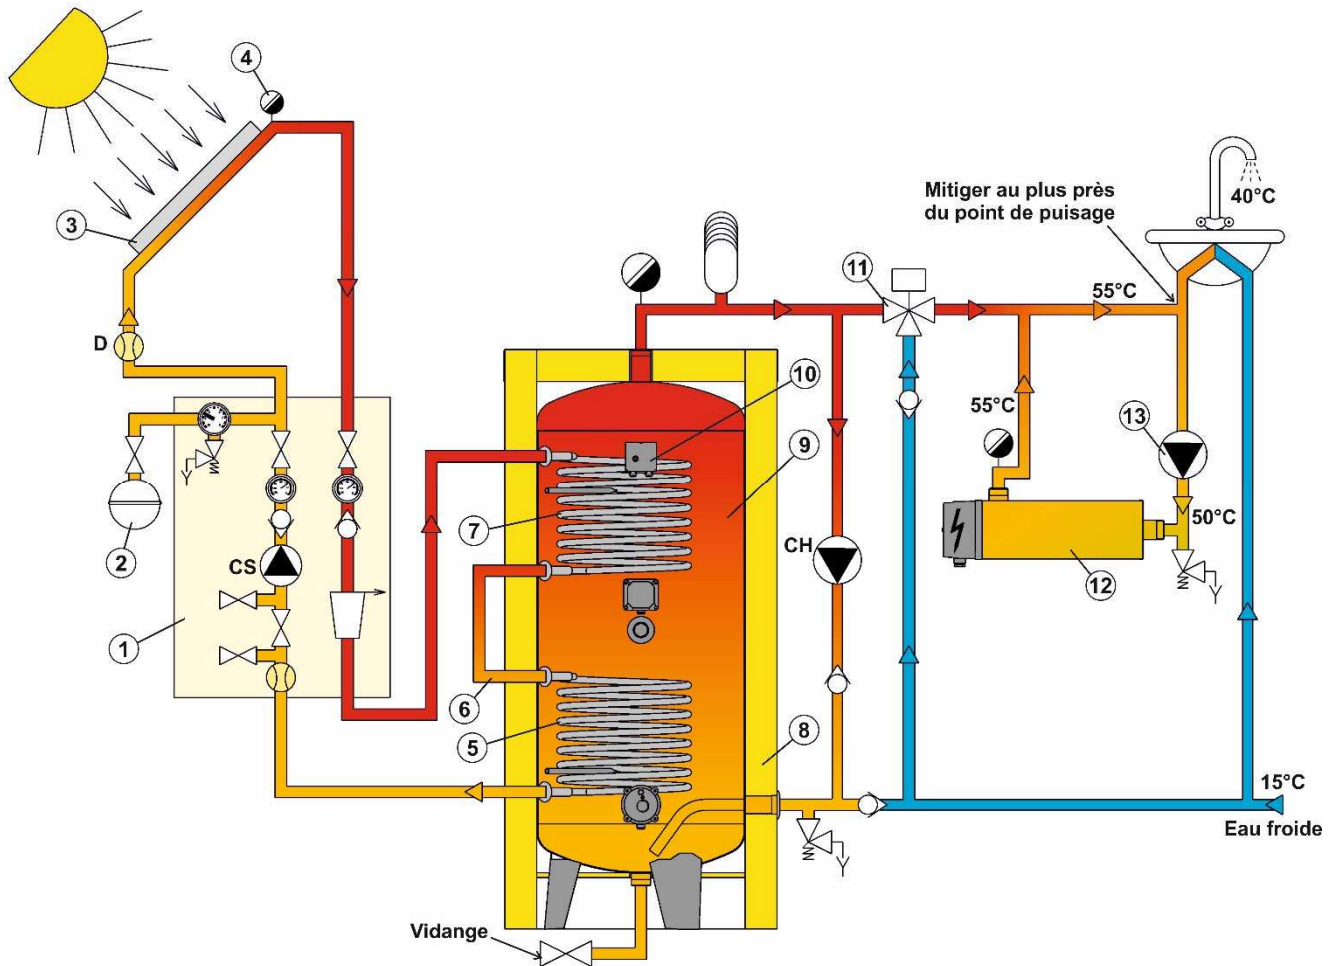 4
3
D
2
CS
1
7
6
5
10
9
8
Vidange
11
CH
Mitiger au plus près
du point de puisage
40°C
55°C
55°C
13
50°C
12
15°C
Eau froide